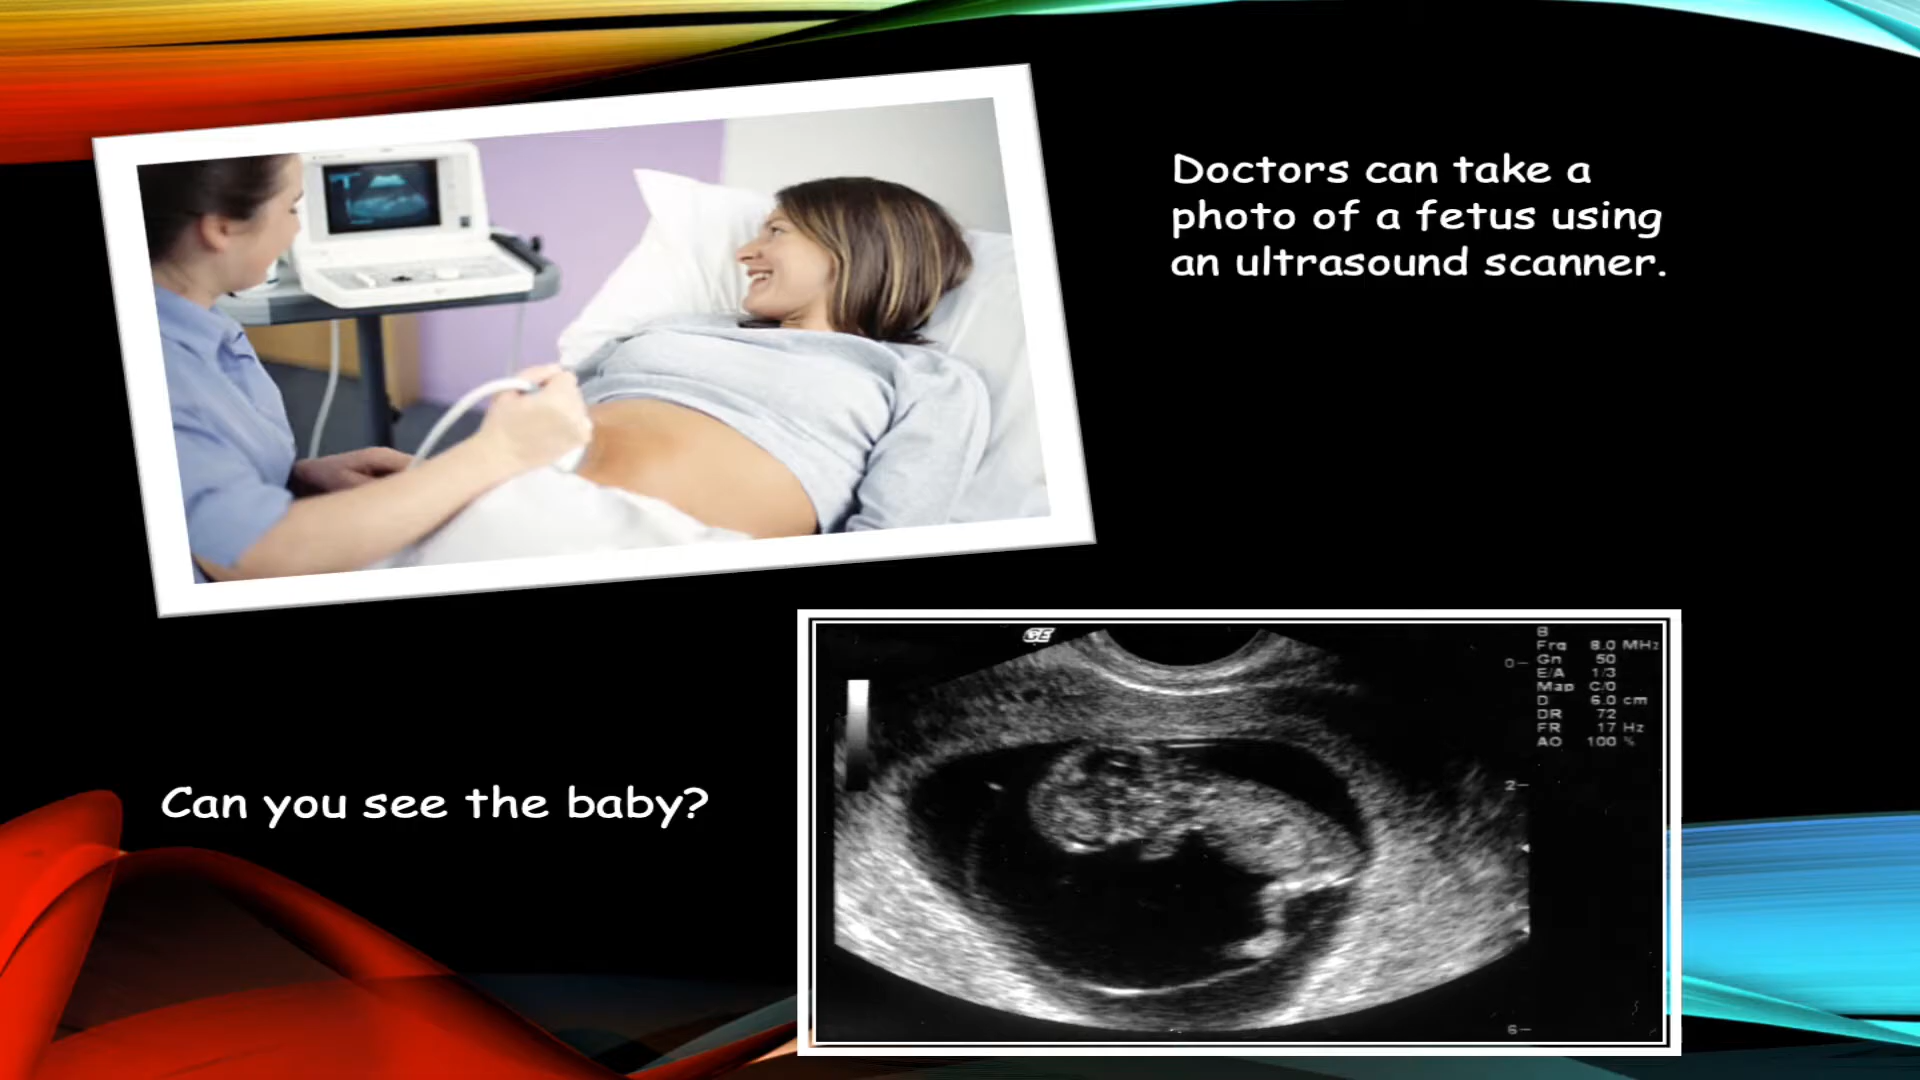 Doctors can take a
photo of a fetus using
an ultrasound scanner.
Can you see the baby?
GE
B
Frq 8.0 MHz
Gn 50
E/A 1/3
Map C/0
D 6.0 cm
DR 72
FR 17 Hz
AO 100 %
0
2
6